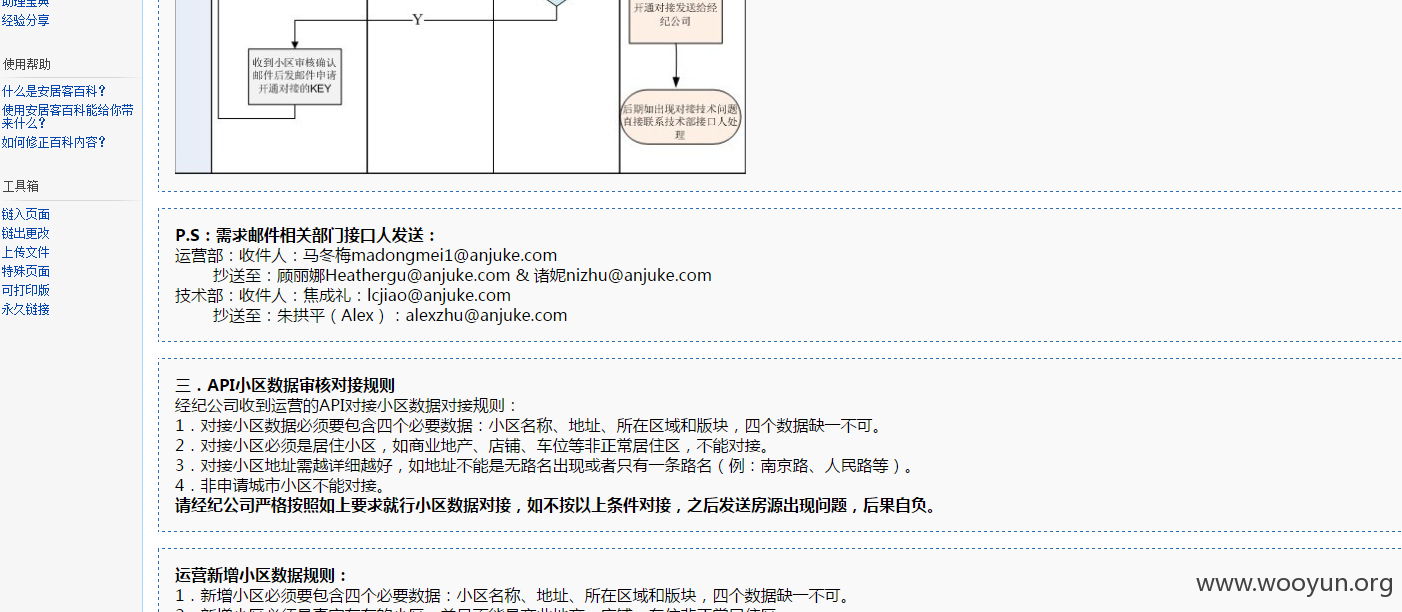 助理宝典
经验分享
使用帮助
什么是安居客百科?
使用安居客百科能给你带
来什么?
如何修正百科内容?
工具箱
链入页面
链出更改
上传文件
特殊页面
可打印版
永久链接
Y
收到小区审核确认
邮件后发邮件申请
开通对接的KEY
开通对接发送给经
纪公司
后期如出现对接技术问题
直接联系技术部接口人处
理
P.S：需求邮件相关部门接口人发送：
运营部：收件人：马冬梅madongmei1@anjuke.com
抄送至：顾丽娜Heathergu@anjuke.com & 诸妮nizhu@anjuke.com
技术部：收件人：焦成礼：lcjiao@anjuke.com
抄送至：朱拱平（Alex）：alexzhu@anjuke.com
三．API小区数据审核对接规则
经纪公司收到运营的API对接小区数据对接规则：
1．对接小区数据必须要包含四个必要数据：小区名称、地址、所在区域和版块，四个数据缺一不可。
2．对接小区必须是居住小区，如商业地产、店铺、车位等非正常居住区，不能对接。
3．对接小区地址需越详细越好，如地址不能是无路名出现或者只有一条路名（例：南京路、人民路等）。
4．非申请城市小区不能对接。
请经纪公司严格按照如上要求就行小区数据对接，如不按以上条件对接，之后发送房源出现问题，后果自负。
运营新增小区数据规则：
1．新增小区必须要包含四个必要数据：小区名称、地址、所在区域和版块，四个数据缺一不可。
www.wooyun.org